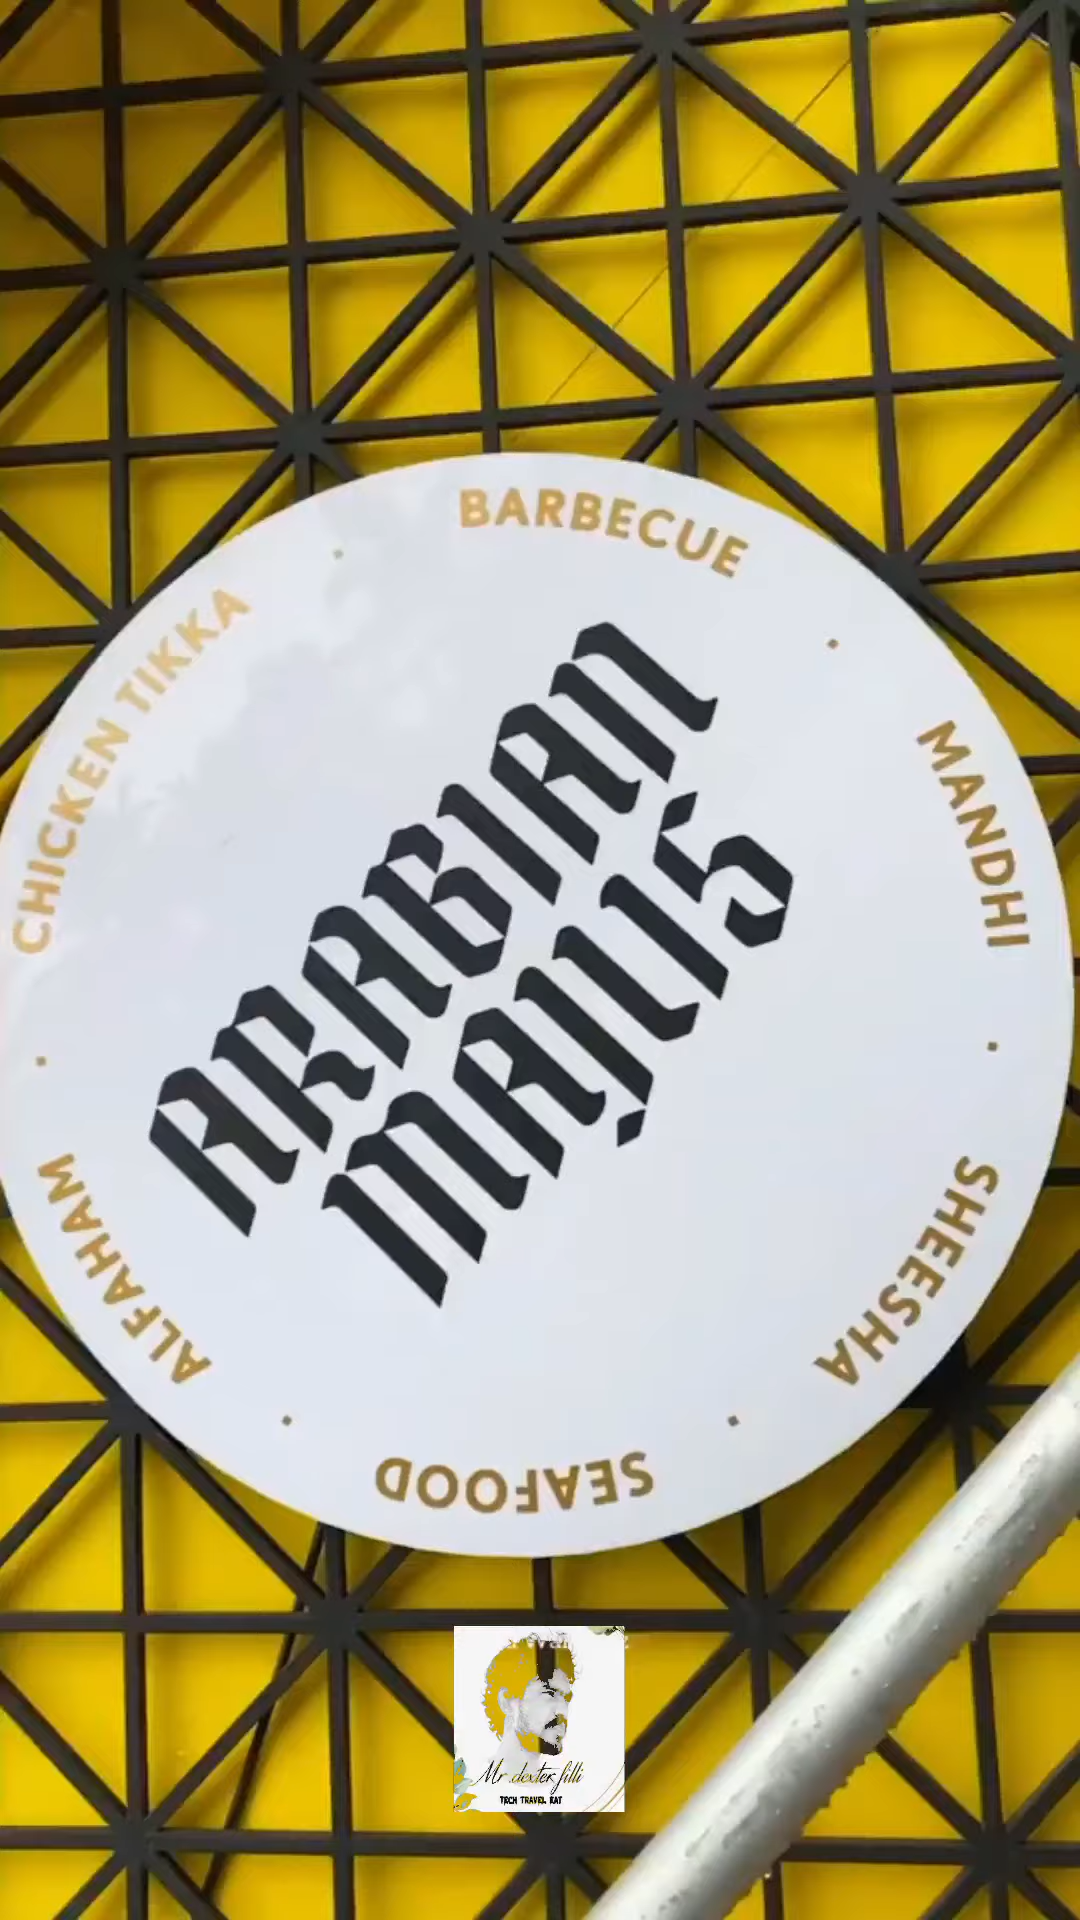 ARABIAN
MAJLIS
BARBECUE
MANDHI
SHEESHA
SEAFOOD
ALFAHAM
CHICKEN TIKKA
Mr.dexter filli
TECH TRAVEL EAT